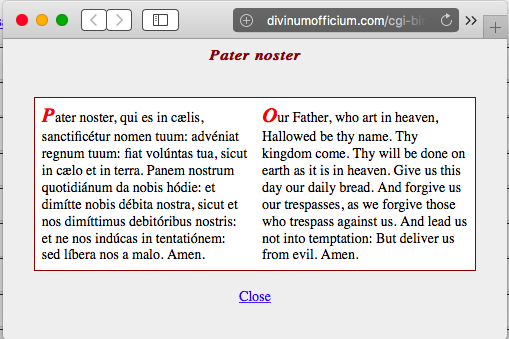 divinumofficium.com/cgi-bi
Pater noster
Pater noster, qui es in cælis,
sanctificétur nomen tuum: advéniat
regnum tuum: fiat volúntas tua, sicut
in cælo et in terra. Panem nostrum
quotidiánum da nobis hódie: et
dimítte nobis débita nostra, sicut et
nos dimíttimus debitóribus nostris:
et ne nos indúcas in tentatiónem:
sed líbera nos a malo. Amen.
Our Father, who art in heaven,
Hallowed be thy name. Thy
kingdom come. Thy will be done on
earth as it is in heaven. Give us this
day our daily bread. And forgive us
our trespasses, as we forgive those
who trespass against us. And lead us
not into temptation: But deliver us
from evil. Amen.
Close